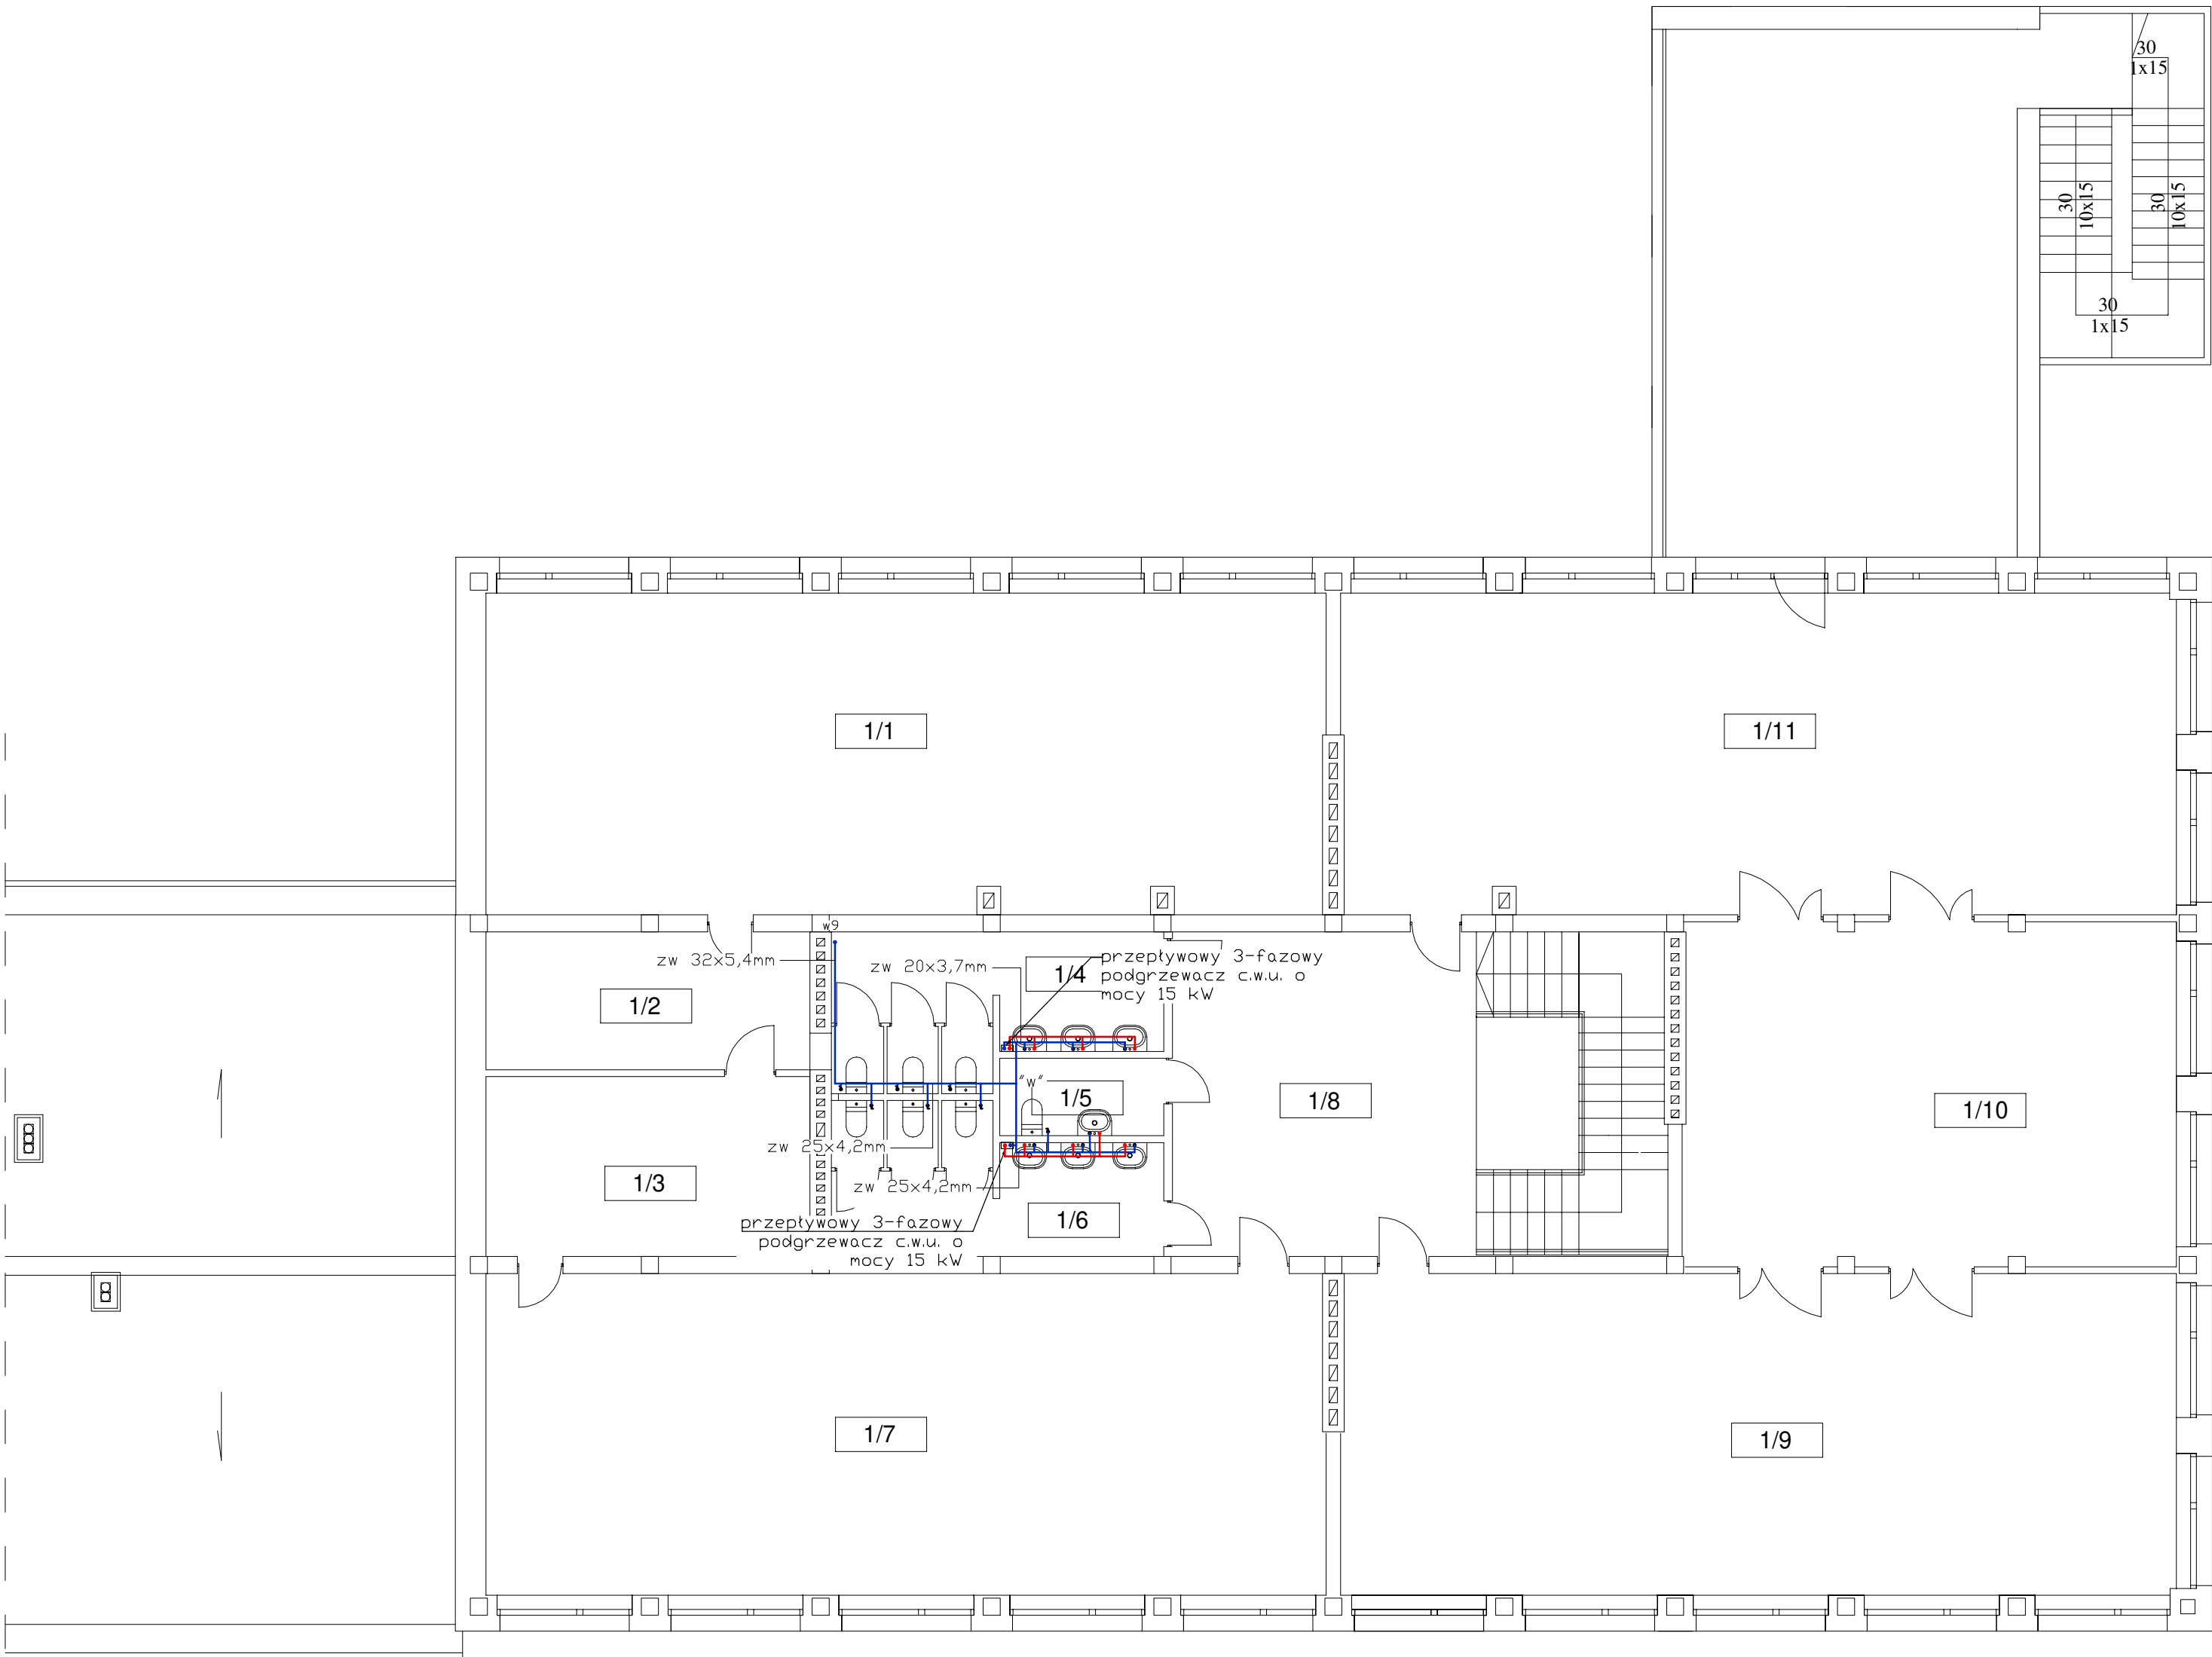 30
1x15
30
10x15
30
10x15
30
1x15
1/1
1/11
w9
zw 32x5,4mm
zw 20x3,7mm
1/4
przepływowy 3-fazowy
podgrzewacz c.w.u. o
mocy 15 kW
1/2
"w"
1/5
1/8
1/10
zw 25x4,2mm
1/3
zw 25x4,2mm
1/6
przepływowy 3-fazowy
podgrzewacz c.w.u. o
mocy 15 kW
1/7
1/9